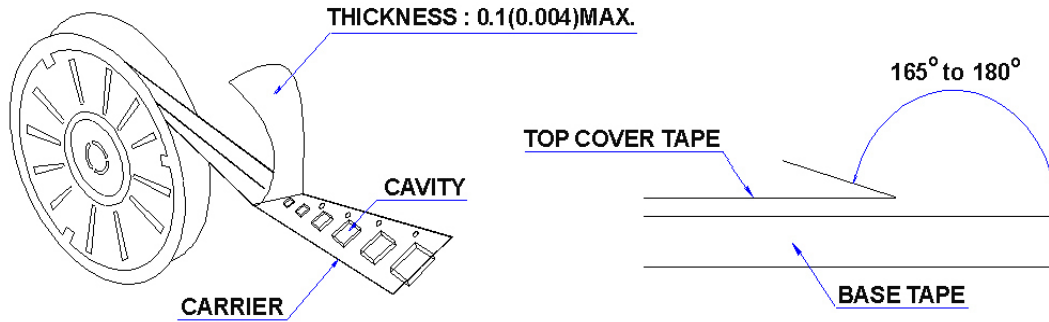 THICKNESS : 0.1(0.004)MAX.
CAVITY
CARRIER
165° to 180°
TOP COVER TAPE
BASE TAPE